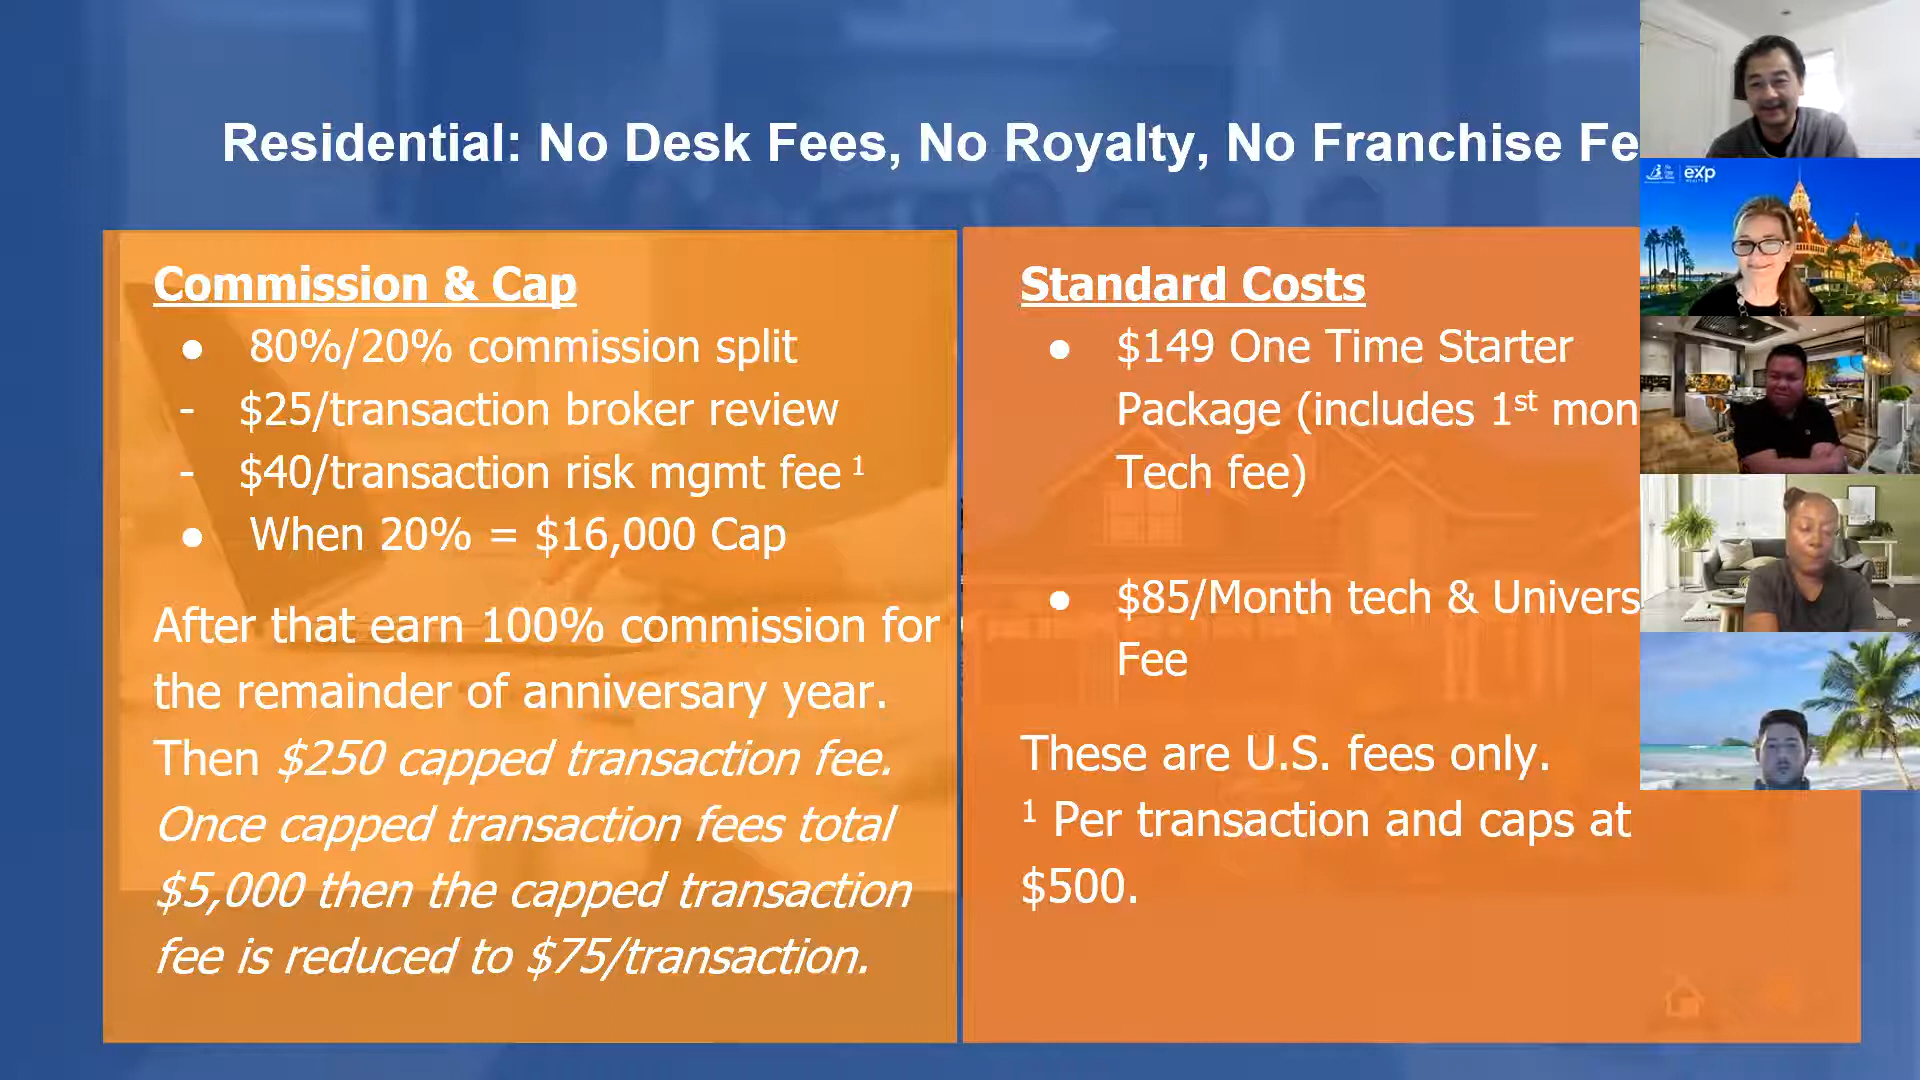 Residential: No Desk Fees, No Royalty, No Franchise Fe
Commission & Cap
● 80%/20% commission split
- $25/transaction broker review
- $40/transaction risk mgmt fee ¹
● When 20% = $16,000 Cap
After that earn 100% commission for
the remainder of anniversary year.
Then $250 capped transaction fee.
Once capped transaction fees total
$5,000 then the capped transaction
fee is reduced to $75/transaction.
Standard Costs
● $149 One Time Starter
Package (includes 1st mon
Tech fee)
● $85/Month tech & Univers
Fee
These are U.S. fees only.
¹ Per transaction and caps at
$500.
exp